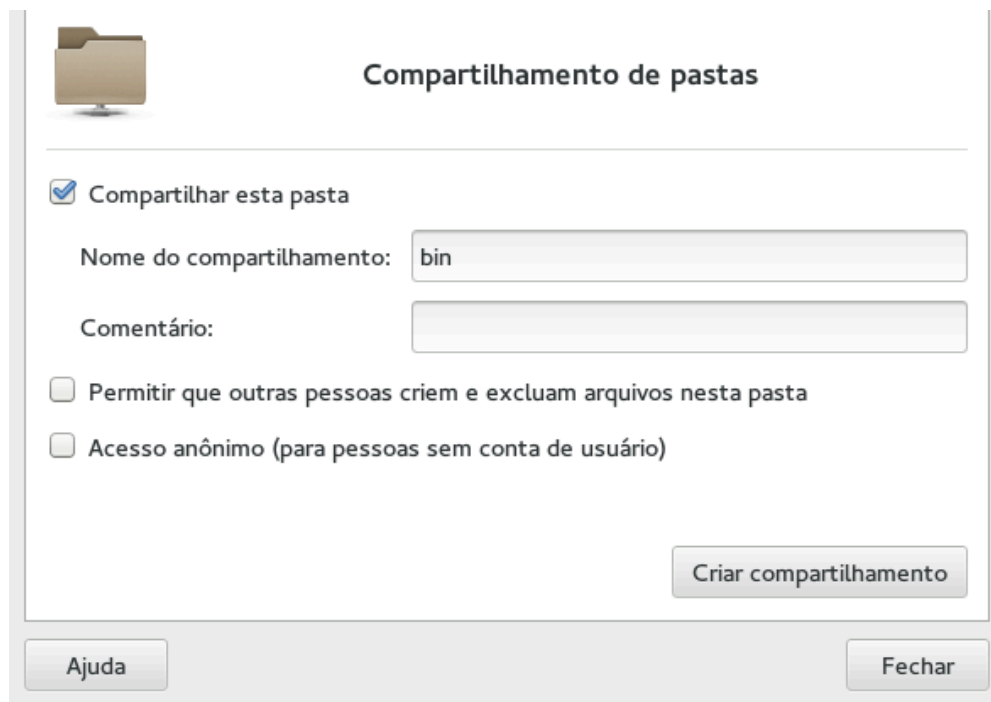 Compartilhamento de pastas
Compartilhar esta pasta
Nome do compartilhamento: bin
Comentário:
Permitir que outras pessoas criem e excluam arquivos nesta pasta
Acesso anônimo (para pessoas sem conta de usuário)
Criar compartilhamento
Ajuda Fechar